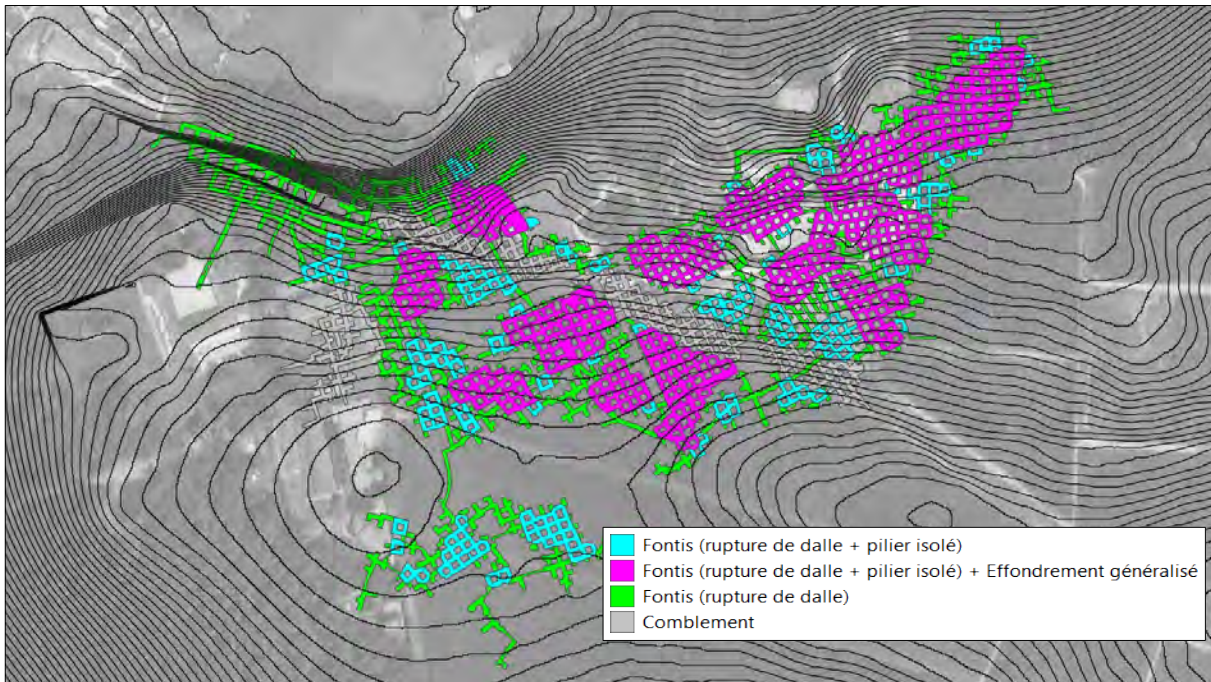 Fontis (rupture de dalle + pilier isolé)
Fontis (rupture de dalle + pilier isolé) + Effondrement généralisé
Fontis (rupture de dalle)
Comblement